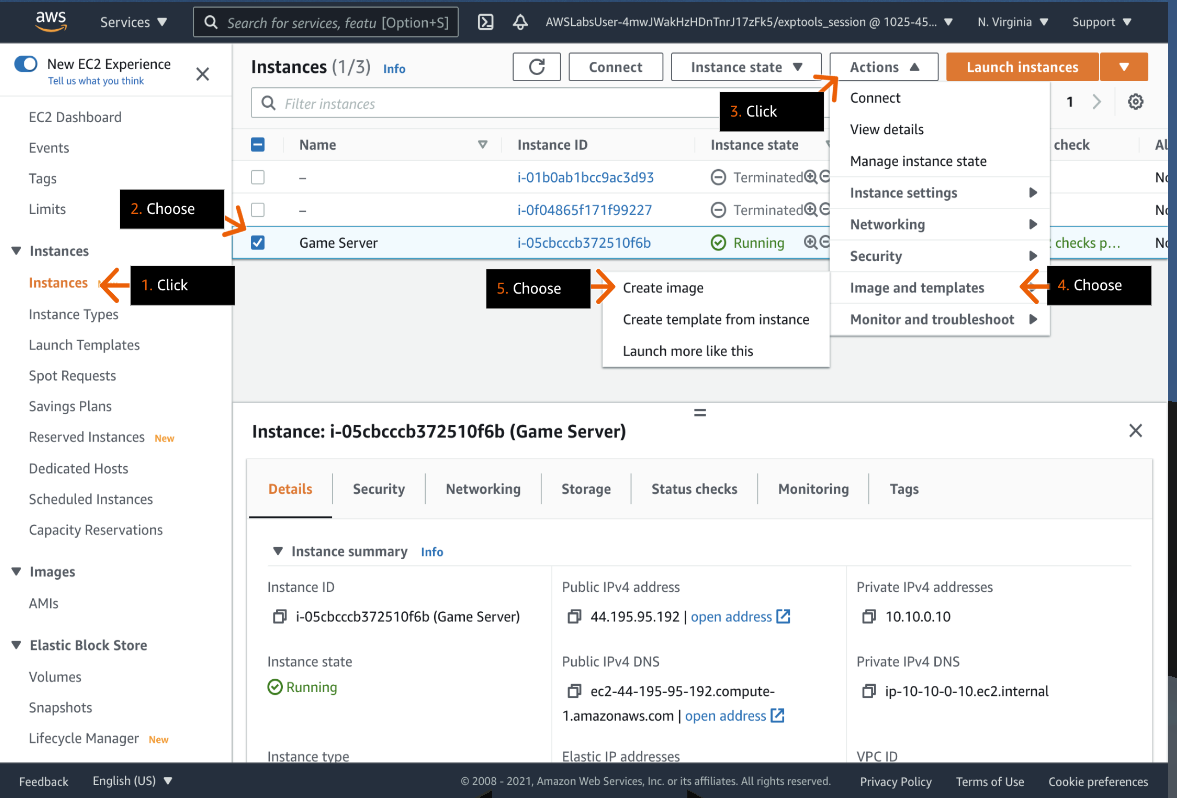 aws Services Search for services, featu [Option+S] AWSLabsUser-4mwJWakHzHDnTnrJ17zFk5/exptools_session @ 1025-45... N. Virginia Support
New EC2 Experience
Tell us what you think
EC2 Dashboard
Events
Tags
Limits
Instances
Instances
Instance Types
Launch Templates
Spot Requests
Savings Plans
Reserved Instances New
Dedicated Hosts
Scheduled Instances
Capacity Reservations
Images
AMIs
Elastic Block Store
Volumes
Snapshots
Lifecycle Manager New
1. Click
2. Choose
Instances (1/3) Info
Connect Instance state Actions Launch instances
Filter instances
3. Click
1
Name Instance ID Instance state check Al
– i-01b0ab1bcc9ac3d93 Terminated No
– i-0f04865f171f99227 Terminated No
Game Server i-05cbcccb372510f6b Running checks p... No
Connect
View details
Manage instance state
Instance settings
Networking
Security
Image and templates
Monitor and troubleshoot
4. Choose
5. Choose
Create image
Create template from instance
Launch more like this
Instance: i-05cbcccb372510f6b (Game Server)
Details Security Networking Storage Status checks Monitoring Tags
Instance summary Info
Instance ID Public IPv4 address Private IPv4 addresses
i-05cbcccb372510f6b (Game Server) 44.195.95.192 | open address 10.10.0.10
Instance state Public IPv4 DNS Private IPv4 DNS
Running ec2-44-195-95-192.compute- ip-10-10-0-10.ec2.internal
1.amazonaws.com | open address
Instance type Elastic IP addresses VPC ID
Feedback English (US) © 2008 - 2021, Amazon Web Services, Inc. or its affiliates. All rights reserved. Privacy Policy Terms of Use Cookie preferences